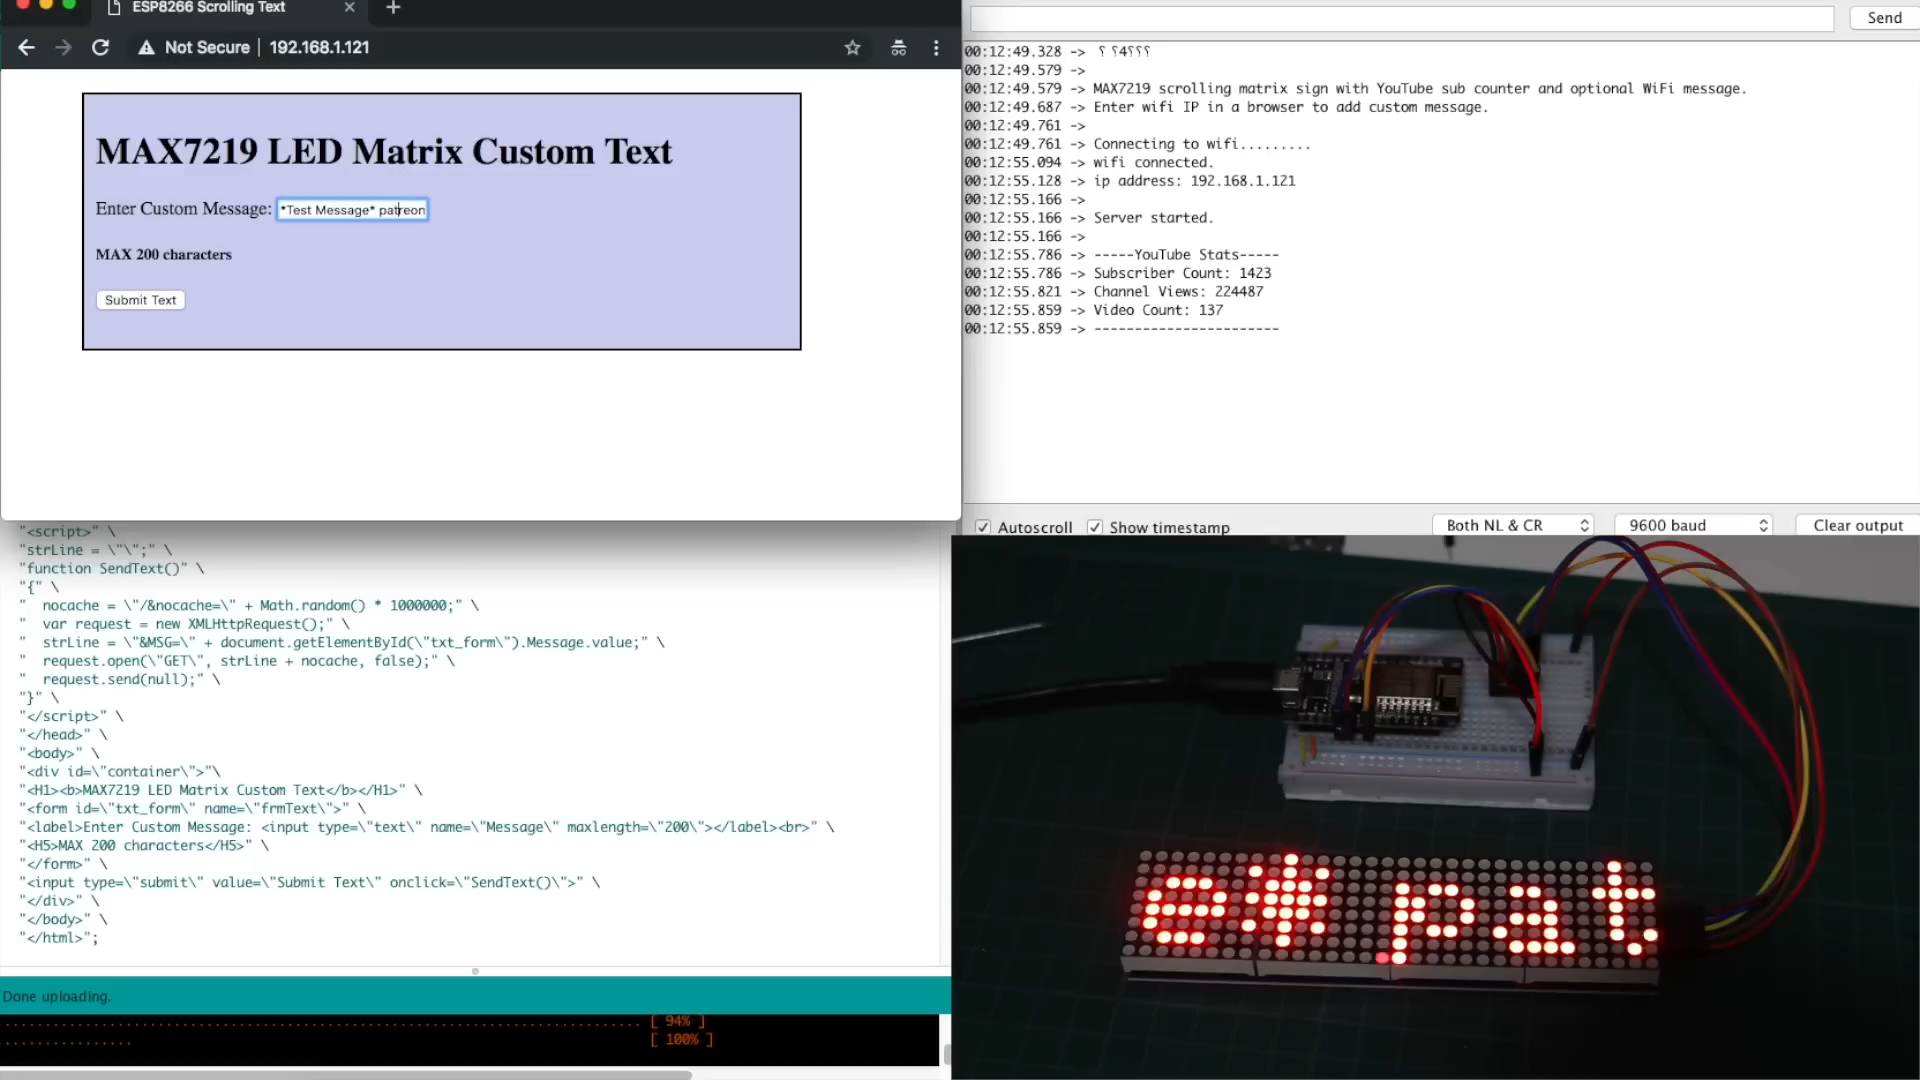 ESP8266 Scrolling Text
Not Secure | 192.168.1.121
MAX7219 LED Matrix Custom Text
Enter Custom Message: *Test Message* patreon
MAX 200 characters
Submit Text
"<script>" \
"strLine = \"\";" \
"function SendText()" \
"{" \
"  nocache = \"/&nocache=\" + Math.random() * 1000000;" \
"  var request = new XMLHttpRequest();" \
"  strLine = \"&MSG=\" + document.getElementById(\"txt_form\").Message.value;" \
"  request.open(\"GET\", strLine + nocache, false);" \
"  request.send(null);" \
"}" \
"</script>" \
"</head>" \
"<body>" \
"<div id=\"container\">"\
"<H1><b>MAX7219 LED Matrix Custom Text</b></H1>" \
"<form id=\"txt_form\" name=\"frmText\">" \
"<label>Enter Custom Message: <input type=\"text\" name=\"Message\" maxlength=\"200\"></label><br>" \
"<H5>MAX 200 characters</H5>" \
"</form>" \
"<input type=\"submit\" value=\"Submit Text\" onclick=\"SendText()\">" \
"</div>" \
"</body>" \
"</html>";
Done uploading.
................................................................................ [ 94% ]
................ [ 100% ]
Send
00:12:49.328 -> ⸮ ⸮4⸮⸮⸮
00:12:49.579 ->
00:12:49.579 -> MAX7219 scrolling matrix sign with YouTube sub counter and optional WiFi message.
00:12:49.687 -> Enter wifi IP in a browser to add custom message.
00:12:49.761 ->
00:12:49.761 -> Connecting to wifi.........
00:12:55.094 -> wifi connected.
00:12:55.128 -> ip address: 192.168.1.121
00:12:55.166 ->
00:12:55.166 -> Server started.
00:12:55.166 ->
00:12:55.786 -> -----YouTube Stats-----
00:12:55.786 -> Subscriber Count: 1423
00:12:55.821 -> Channel Views: 224487
00:12:55.859 -> Video Count: 137
00:12:55.859 -> -----------------------
Autoscroll Show timestamp Both NL & CR 9600 baud Clear output
e* pat